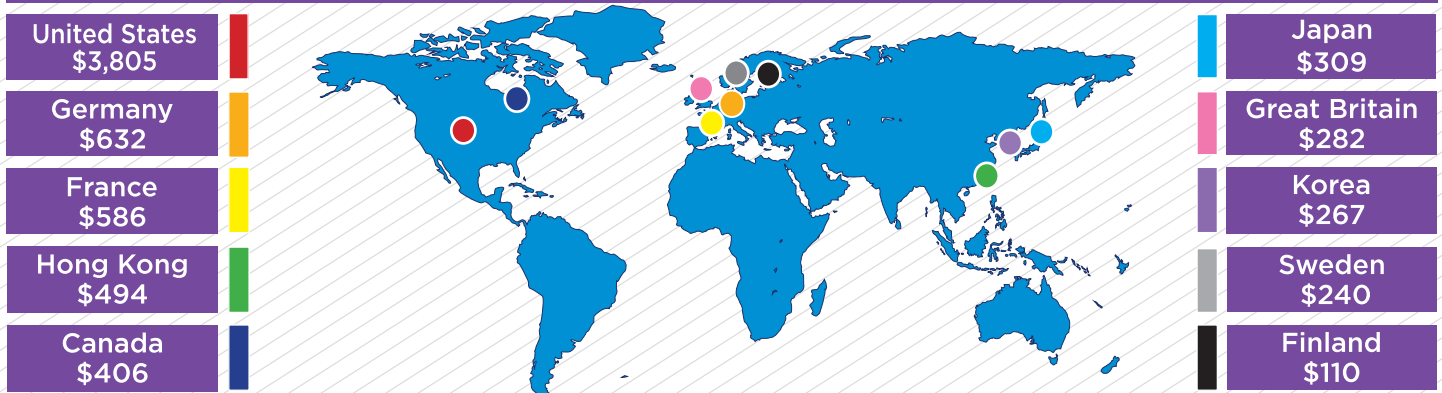 United States
$3,805
Germany
$632
France
$586
Hong Kong
$494
Canada
$406
Japan
$309
Great Britain
$282
Korea
$267
Sweden
$240
Finland
$110